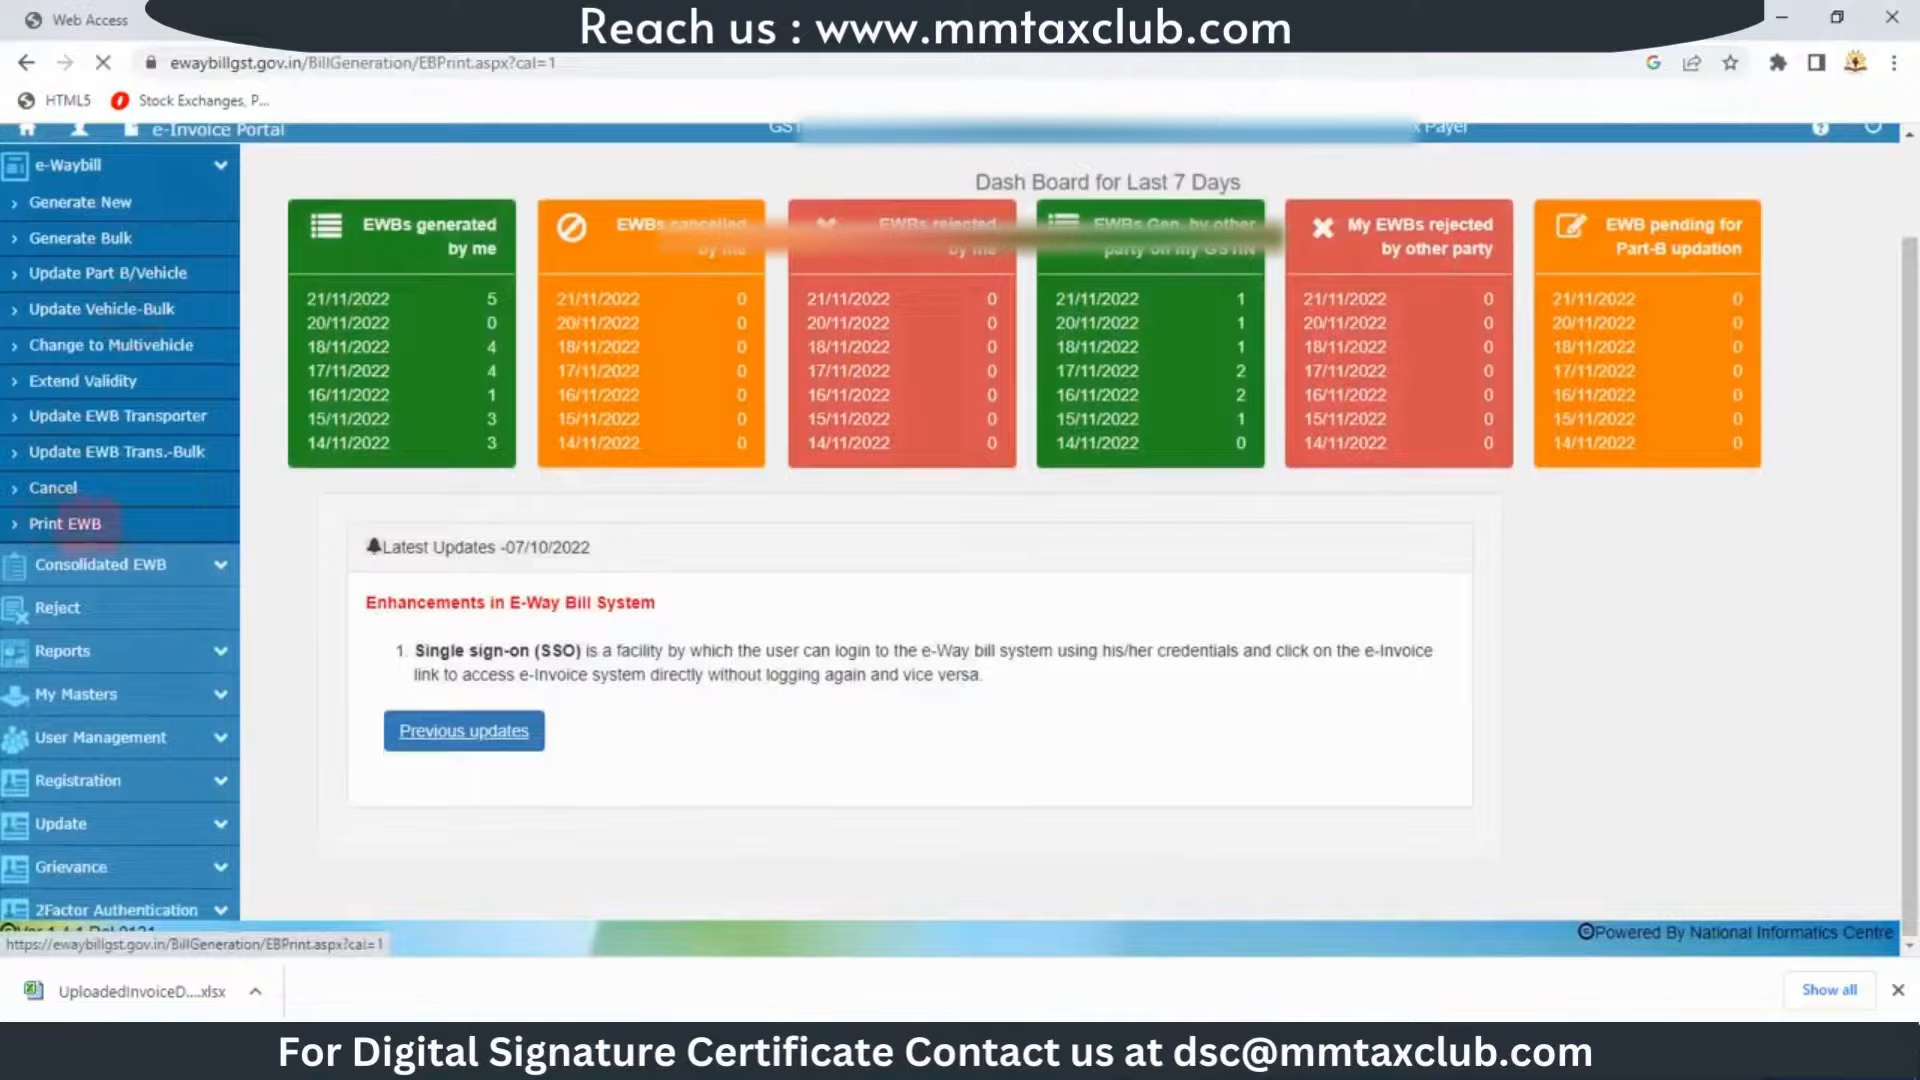 Web Access
Reach us : www.mmtaxclub.com
ewaybillgst.gov.in/BillGeneration/EBPrint.aspx?cal=1
HTML5
Stock Exchanges, P...
e-Invoice Portal
Payer
e-Waybill
Generate New
Generate Bulk
Update Part B/Vehicle
Update Vehicle-Bulk
Change to Multivehicle
Extend Validity
Update EWB Transporter
Update EWB Trans.-Bulk
Cancel
Print EWB
Consolidated EWB
Reject
Reports
My Masters
User Management
Registration
Update
Grievance
2Factor Authentication
Dash Board for Last 7 Days
EWBs generated
by me
21/11/2022 5
20/11/2022 0
18/11/2022 4
17/11/2022 4
16/11/2022 1
15/11/2022 3
14/11/2022 3
EWBs cancelled
by me
21/11/2022 0
20/11/2022 0
18/11/2022 0
17/11/2022 0
16/11/2022 0
15/11/2022 0
14/11/2022 0
EWBs rejected
by me
21/11/2022 0
20/11/2022 0
18/11/2022 0
17/11/2022 0
16/11/2022 0
15/11/2022 0
14/11/2022 0
EWBs Gen. by other
party on my GSTIN
21/11/2022 1
20/11/2022 1
18/11/2022 1
17/11/2022 2
16/11/2022 2
15/11/2022 1
14/11/2022 0
My EWBs rejected
by other party
21/11/2022 0
20/11/2022 0
18/11/2022 0
17/11/2022 0
16/11/2022 0
15/11/2022 0
14/11/2022 0
EWB pending for
Part-B updation
21/11/2022 0
20/11/2022 0
18/11/2022 0
17/11/2022 0
16/11/2022 0
15/11/2022 0
14/11/2022 0
Latest Updates -07/10/2022
Enhancements in E-Way Bill System
1. Single sign-on (SSO) is a facility by which the user can login to the e-Way bill system using his/her credentials and click on the e-Invoice
link to access e-Invoice system directly without logging again and vice versa.
Previous updates
©Powered By National Informatics Centre
https://ewaybillgst.gov.in/BillGeneration/EBPrint.aspx?cal=1
UploadedInvoiceD....xlsx
Show all
For Digital Signature Certificate Contact us at dsc@mmtaxclub.com